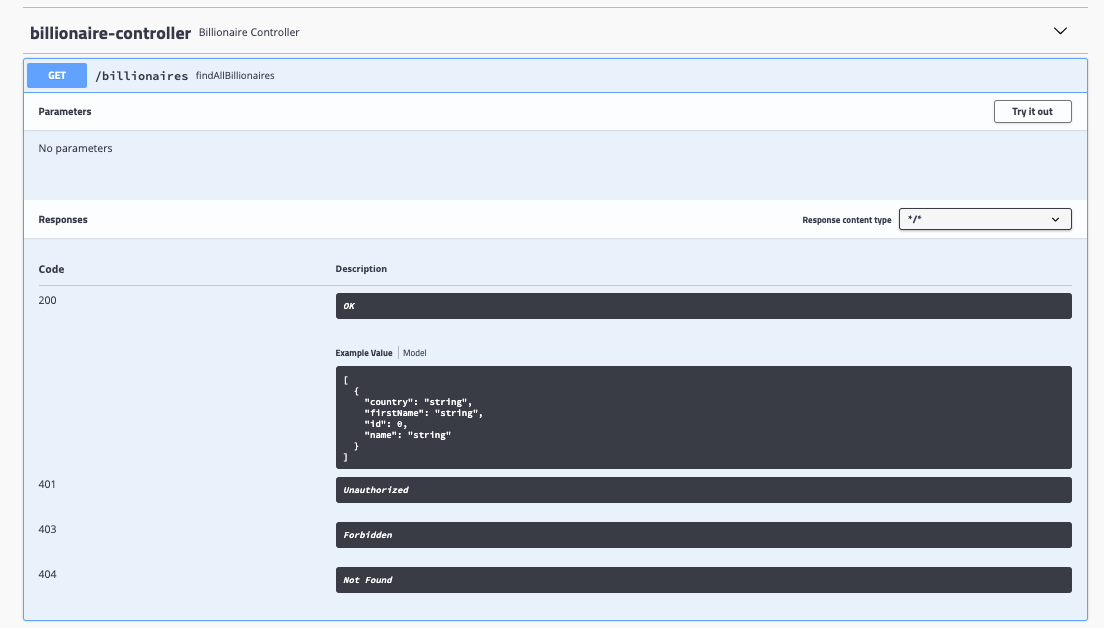 billionaire-controller Billionaire Controller
GET /billionaires findAllBillionaires
Parameters Try it out
No parameters
Responses Response content type */*
Code Description
200 OK
Example Value Model
[
  {
    "country": "string",
    "firstName": "string",
    "id": 0,
    "name": "string"
  }
]
401 Unauthorized
403 Forbidden
404 Not Found